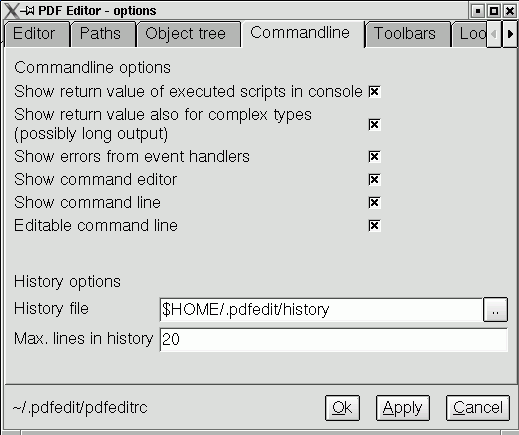 PDF Editor - options
Editor Paths Object tree Commandline Toolbars Loo
Commandline options
Show return value of executed scripts in console
Show return value also for complex types
(possibly long output)
Show errors from event handlers
Show command editor
Show command line
Editable command line
History options
History file $HOME/.pdfedit/history ..
Max. lines in history 20
~/.pdfedit/pdfeditrc Ok Apply Cancel